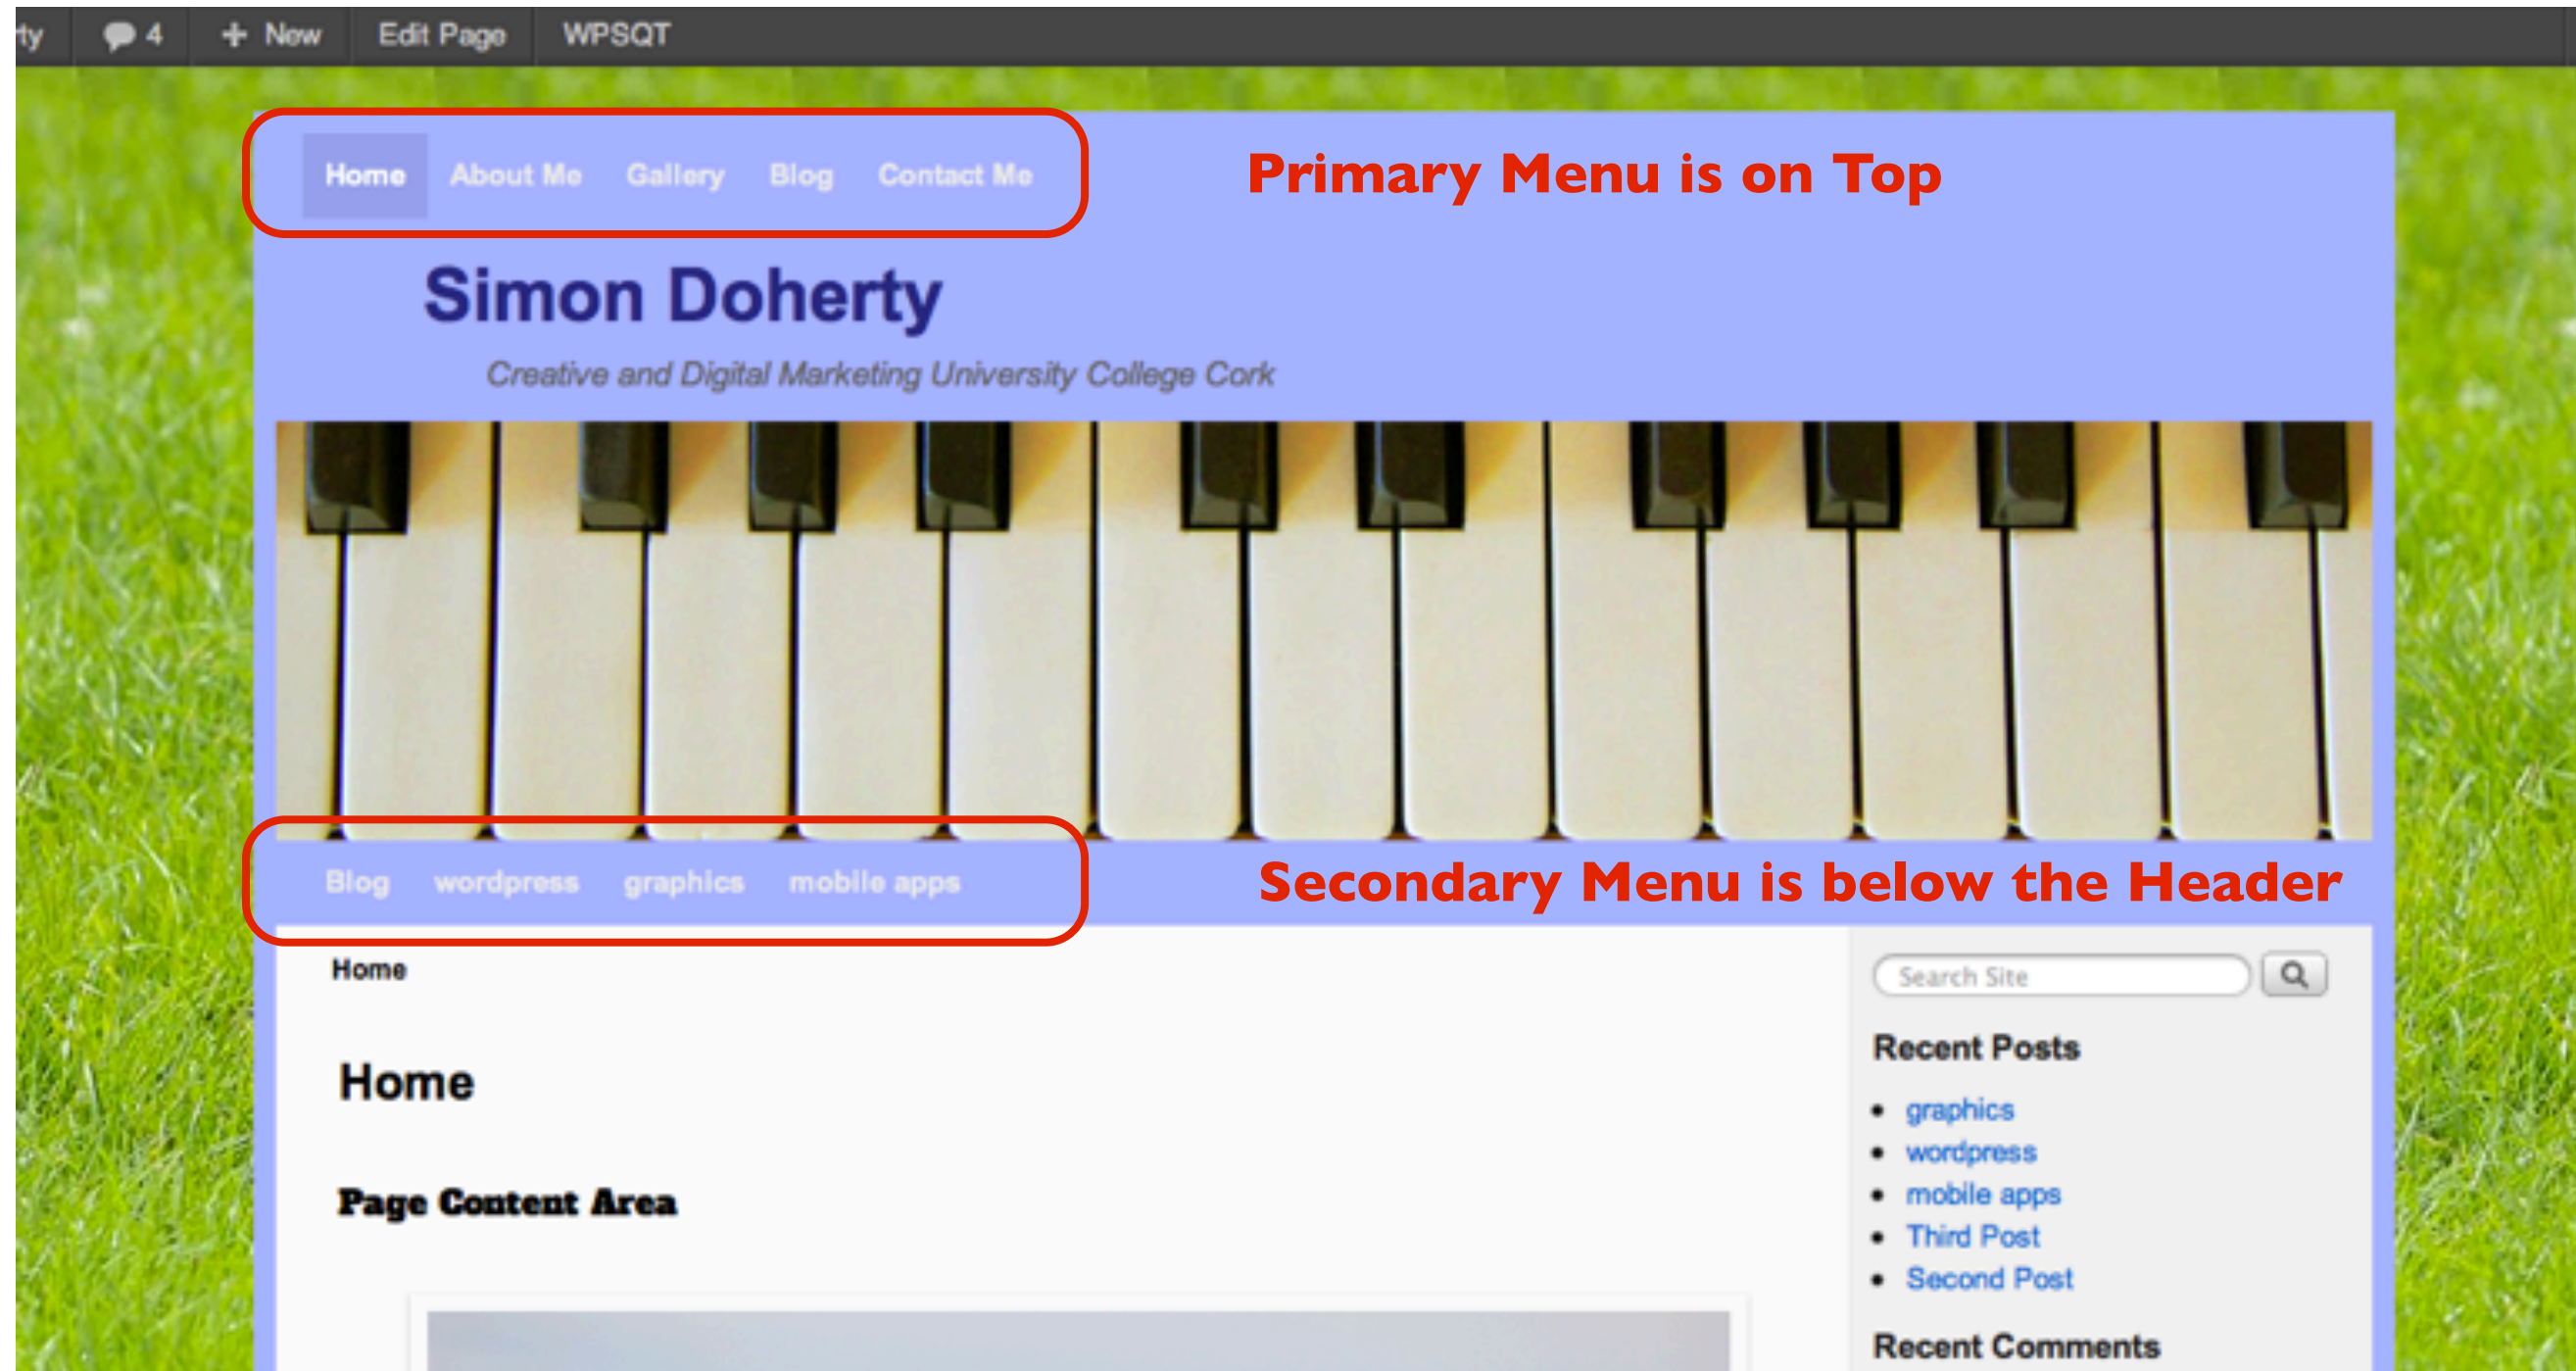 ty 4 + New Edit Page WPSQT
Home About Me Gallery Blog Contact Me
Primary Menu is on Top
Simon Doherty
Creative and Digital Marketing University College Cork
Blog wordpress graphics mobile apps
Secondary Menu is below the Header
Home
Search Site
Home
Page Content Area
Recent Posts
• graphics
• wordpress
• mobile apps
• Third Post
• Second Post
Recent Comments